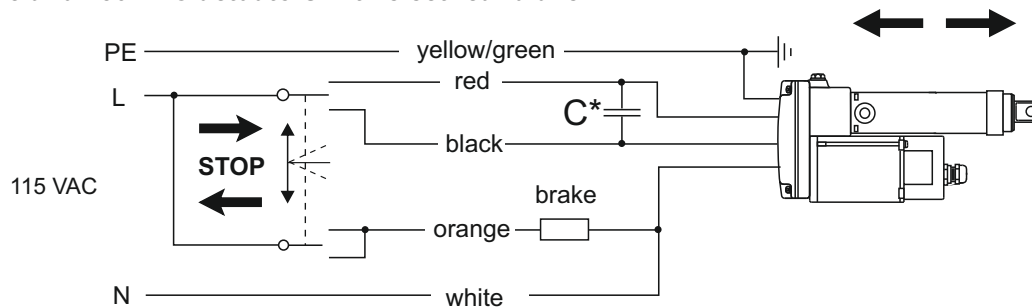 PE
yellow/green
red
L
C*
STOP
black
115 VAC
brake
orange
N
white